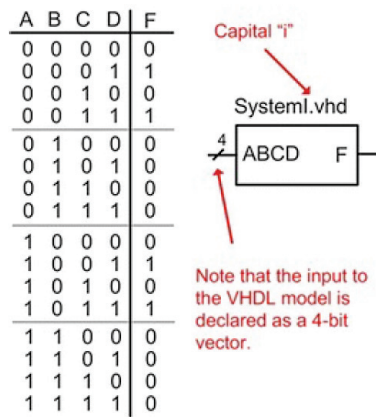 A B C D F
0 0 0 0 0
0 0 0 1 1
0 0 1 0 0
0 0 1 1 1
0 1 0 0 0
0 1 0 1 0
0 1 1 0 0
0 1 1 1 0
1 0 0 0 0
1 0 0 1 1
1 0 1 0 0
1 0 1 1 1
1 1 0 0 0
1 1 0 1 0
1 1 1 0 0
1 1 1 1 0
Capital “i”
SystemI.vhd
4
ABCD F
Note that the input to
the VHDL model is
declared as a 4-bit
vector.